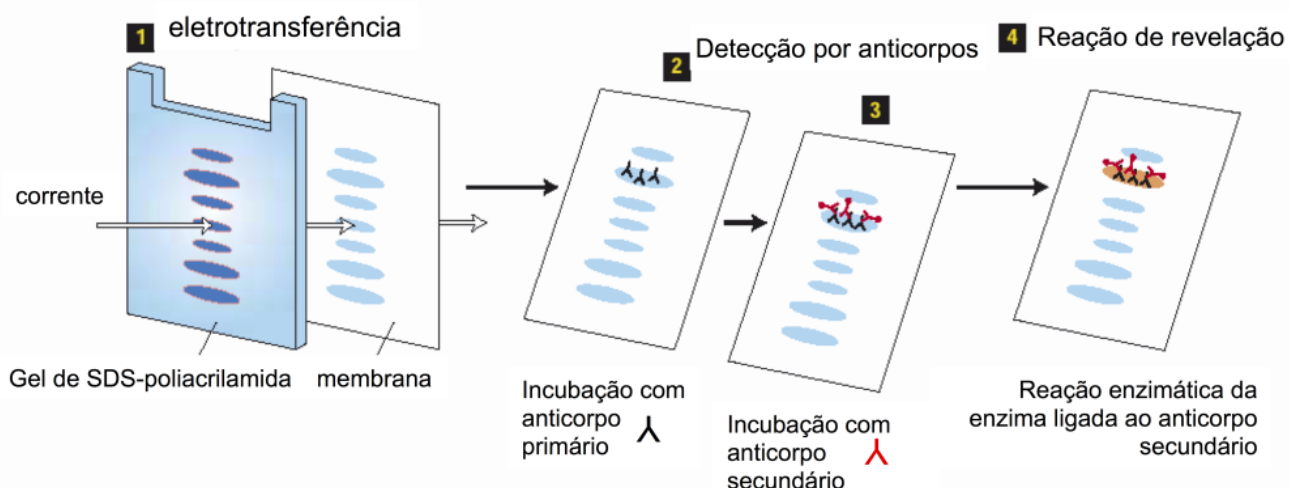 1 eletrotransferência
corrente
Gel de SDS-poliacrilamida
membrana
2 Detecção por anticorpos
3
Incubação com
anticorpo
primário
Incubação com
anticorpo
secundário
4 Reação de revelação
Reação enzimática da
enzima ligada ao anticorpo
secundário